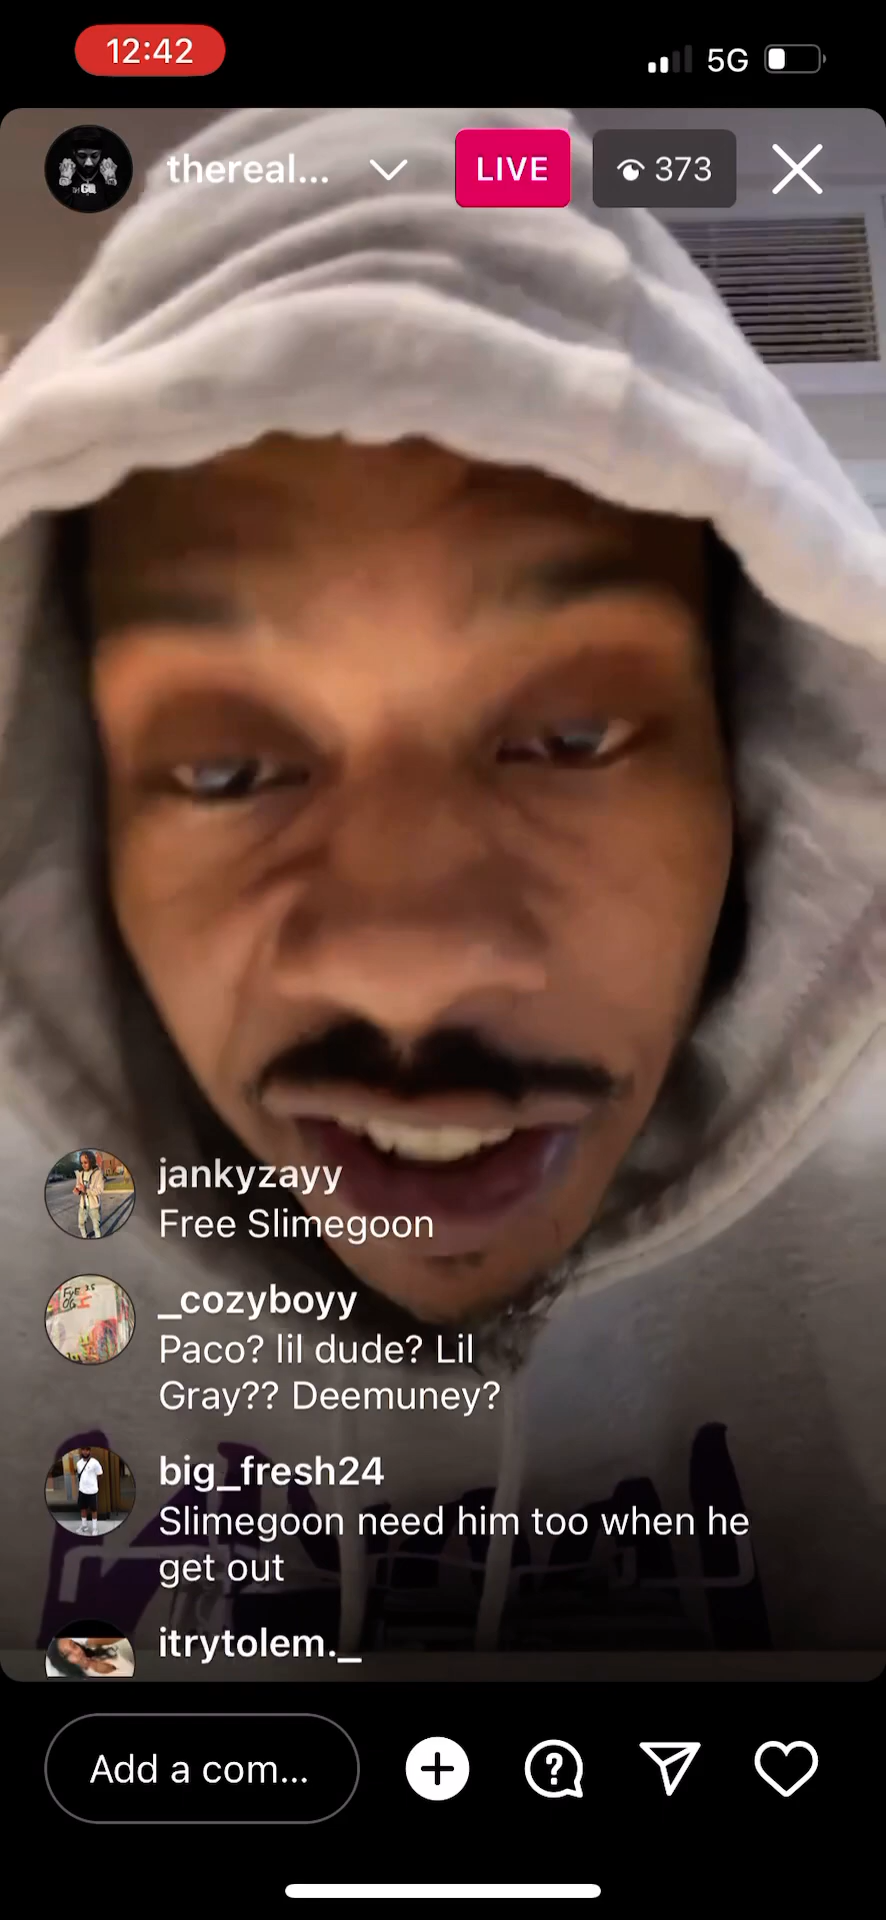 12:42
5G
thereal...
LIVE
373
jankyzayy
Free Slimegoon
_cozyboyy
Paco? lil dude? Lil
Gray?? Deemuney?
big_fresh24
Slimegoon need him too when he
get out
itrytolem._
Add a com...